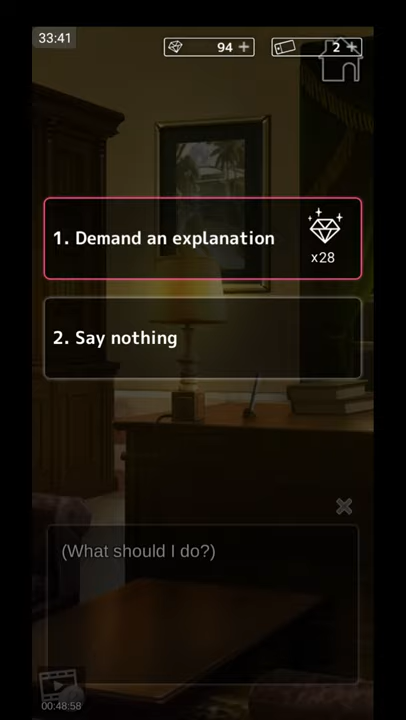 33:41
94 +
2 +
1. Demand an explanation
x28
2. Say nothing
(What should I do?)
00:48:58